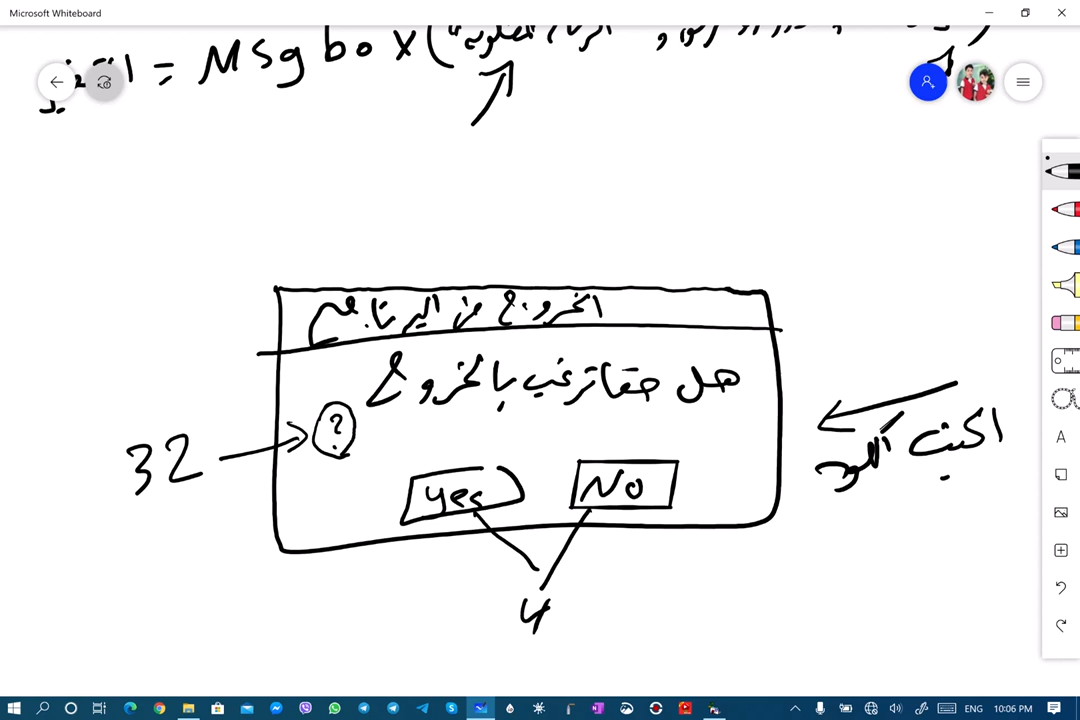 Microsoft Whiteboard
= Msgbox("
الخروج من البرنامج
هل حقا ترغب بالخروج
?
32
اكتب الكود
Yes No
4
A
ENG 10:06 PM